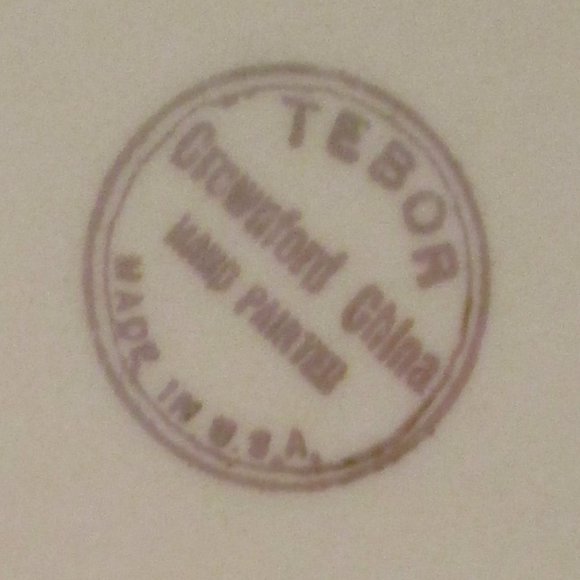 TEBOR
Crownford China
HAND PAINTED
MADE IN U.S.A.